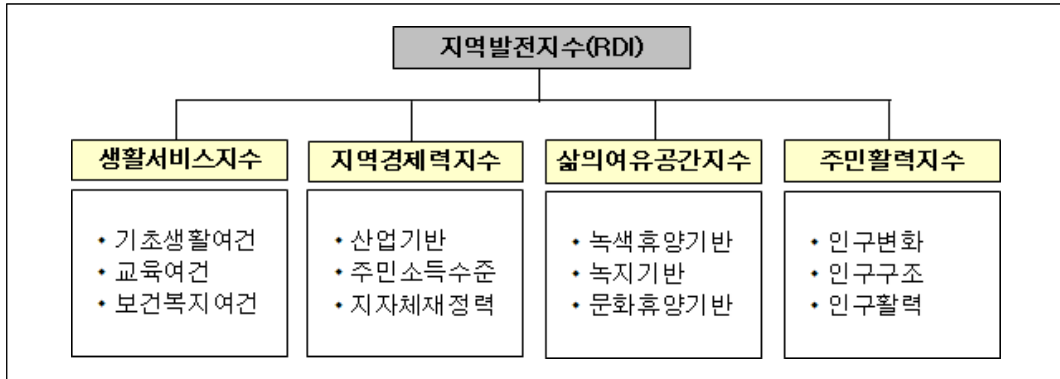 지역발전지수(RDI)
생활서비스지수
• 기초생활여건
• 교육여건
• 보건복지여건
지역경제력지수
• 산업기반
• 주민소득수준
• 지자체재정력
삶의여유공간지수
• 녹색휴양기반
• 녹지기반
• 문화휴양기반
주민활력지수
• 인구변화
• 인구구조
• 인구활력